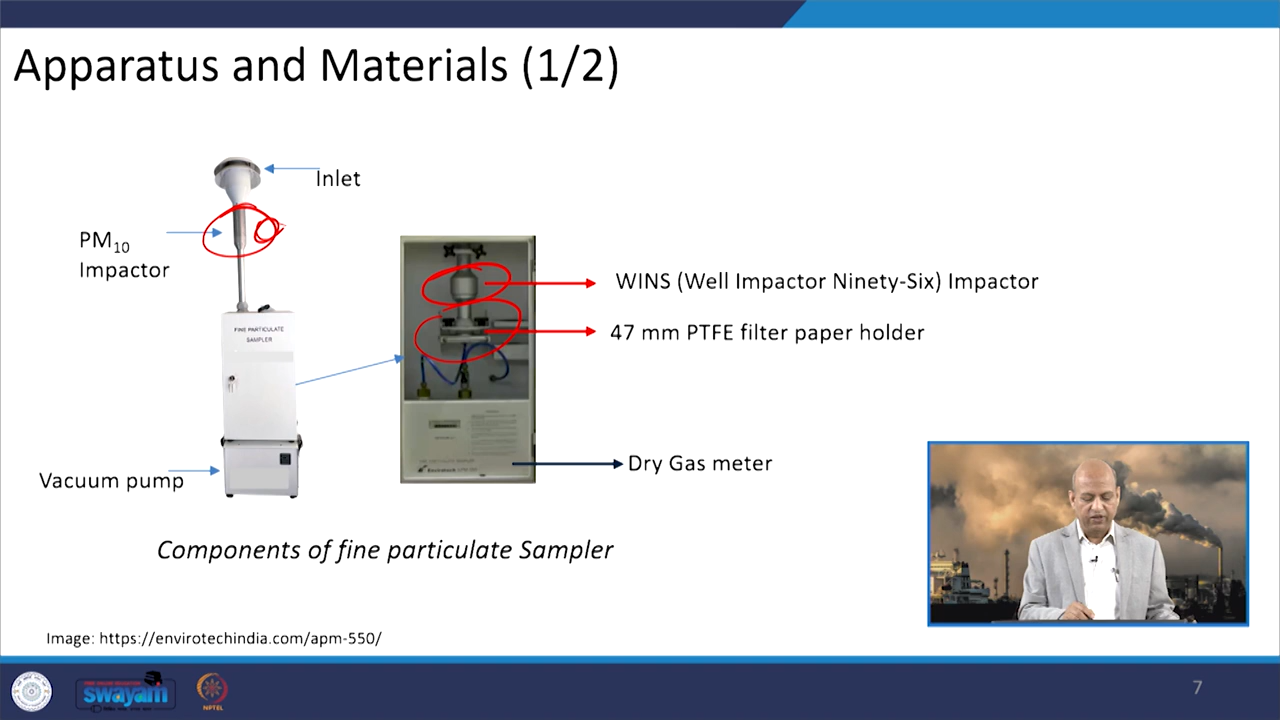 Apparatus and Materials (1/2)
Inlet
PM₁₀
Impactor
FINE PARTICULATE
SAMPLER
WINS (Well Impactor Ninety-Six) Impactor
47 mm PTFE filter paper holder
Dry Gas meter
Vacuum pump
Components of fine particulate Sampler
Image: https://envirotechindia.com/apm-550/
swayam
NPTEL
7